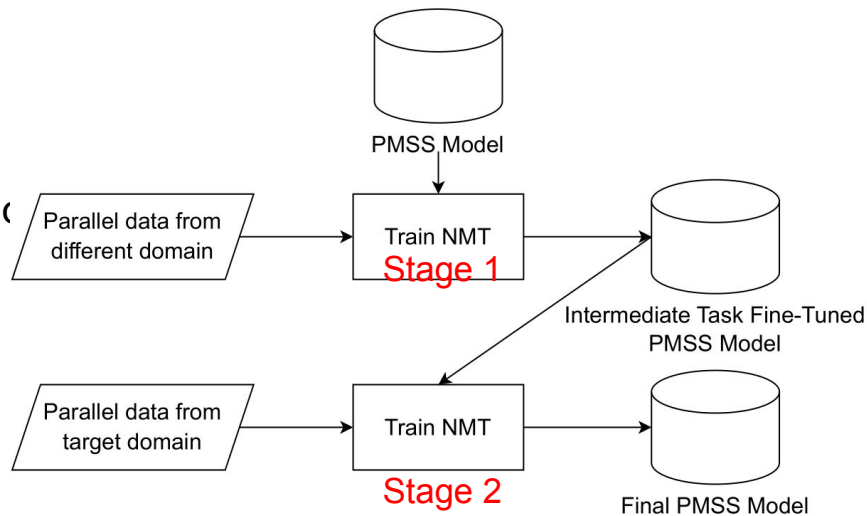 PMSS Model
Parallel data from
different domain
Train NMT
Stage 1
Intermediate Task Fine-Tuned
PMSS Model
Parallel data from
target domain
Train NMT
Stage 2
Final PMSS Model